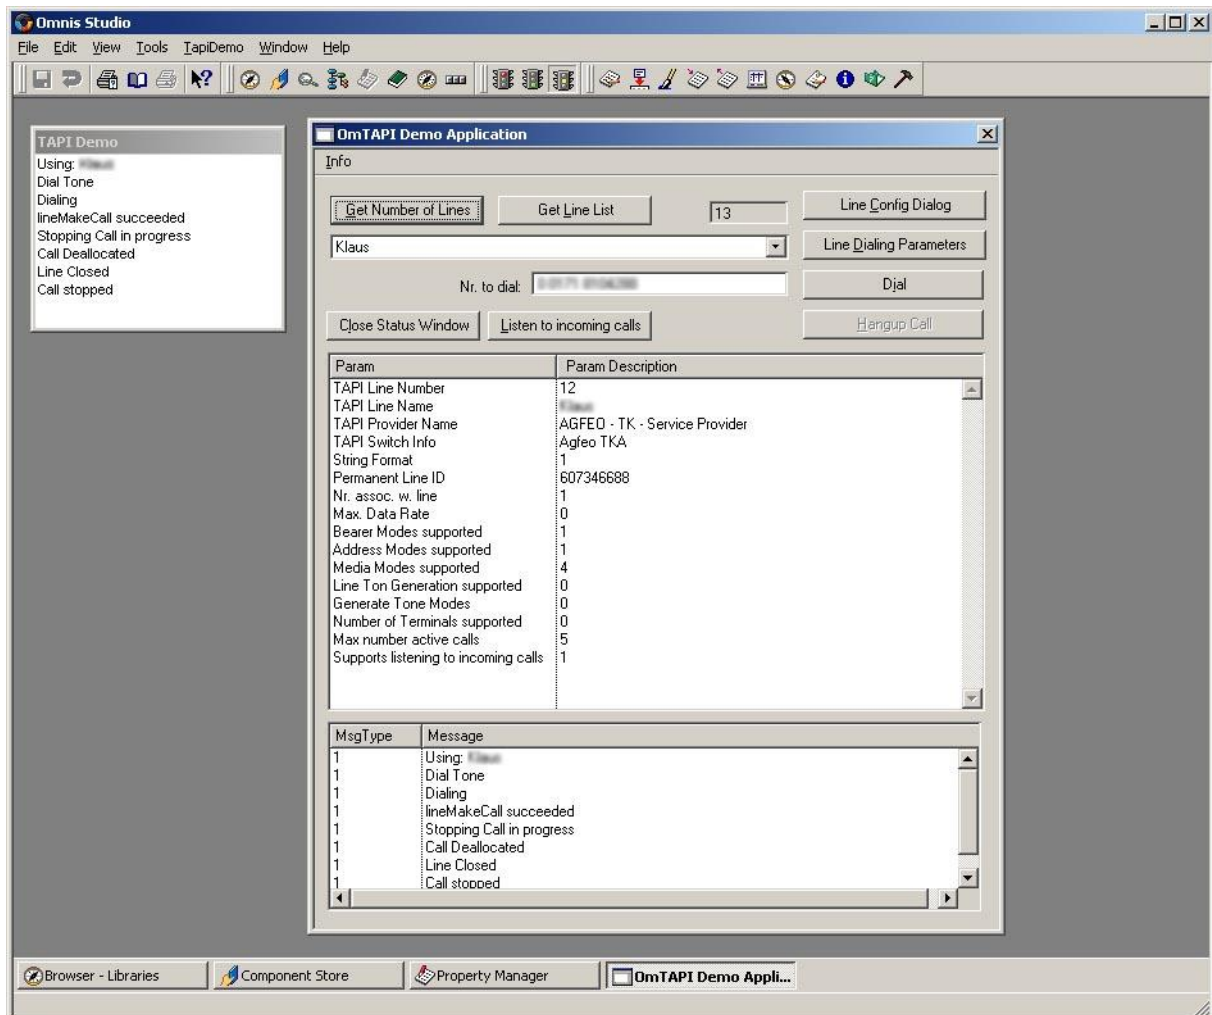 Omnis Studio
File Edit View Tools TapiDemo Window Help
TAPI Demo
Using:
Dial Tone
Dialing
lineMakeCall succeeded
Stopping Call in progress
Call Deallocated
Line Closed
Call stopped
OmTAPI Demo Application
Info
Get Number of Lines Get Line List 13 Line Config Dialog
Klaus Line Dialing Parameters
Nr. to dial: Dial
Close Status Window Listen to incoming calls Hangup Call
Param Param Description
TAPI Line Number 12
TAPI Line Name
TAPI Provider Name AGFEO - TK - Service Provider
TAPI Switch Info Agfeo TKA
String Format 1
Permanent Line ID 607346688
Nr. assoc. w. line 1
Max. Data Rate 0
Bearer Modes supported 1
Address Modes supported 1
Media Modes supported 4
Line Ton Generation supported 0
Generate Tone Modes 0
Number of Terminals supported 0
Max number active calls 5
Supports listening to incoming calls 1
MsgType Message
1 Using:
1 Dial Tone
1 Dialing
1 lineMakeCall succeeded
1 Stopping Call in progress
1 Call Deallocated
1 Line Closed
1 Call stopped
Browser - Libraries Component Store Property Manager OmTAPI Demo Appli...